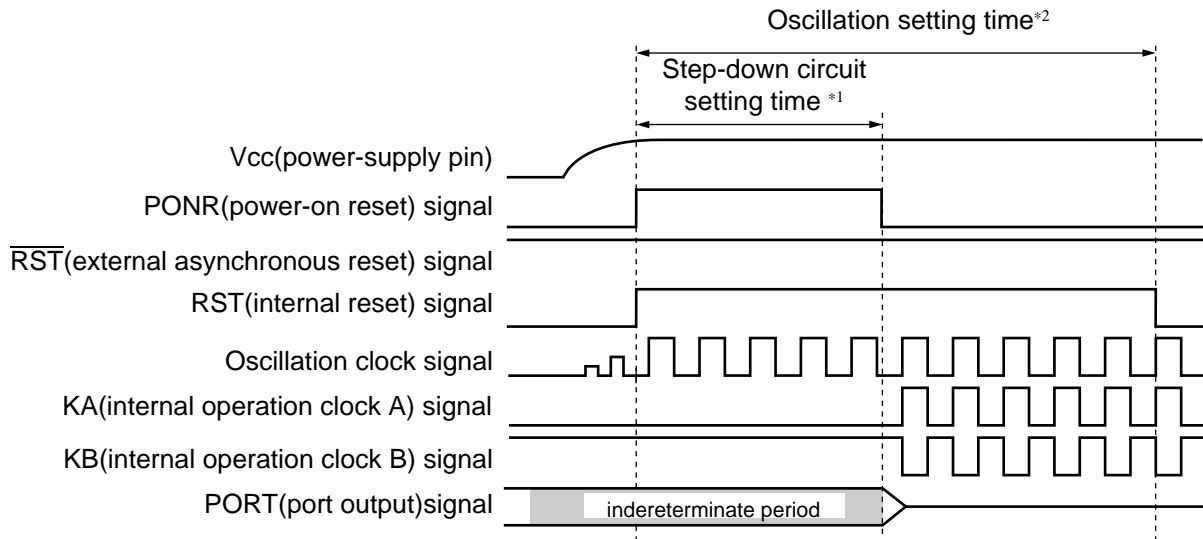 Oscillation setting time*2
Step-down circuit
setting time *1
Vcc(power-supply pin)
PONR(power-on reset) signal
RST(external asynchronous reset) signal
RST(internal reset) signal
Oscillation clock signal
KA(internal operation clock A) signal
KB(internal operation clock B) signal
PORT(port output)signal
indereterminate period